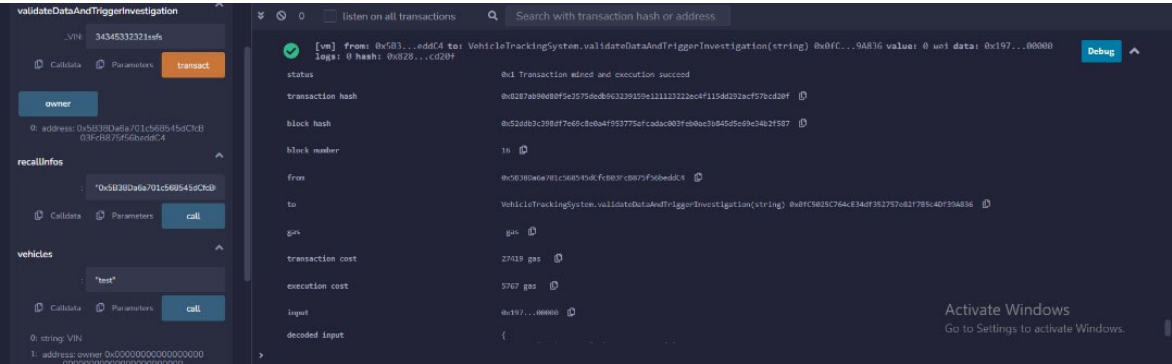 validateDataAndTriggerInvestigation
_VIN: 34345332321ssfs
Calldata Parameters transact
owner
0: address: 0x5B38Da6a701c568545dCfcB
03FcB875f56beddC4
recallInfos
: "0x5B38Da6a701c568545dCfcB
Calldata Parameters call
vehicles
: "test"
Calldata Parameters call
0: string: VIN
1: address: owner 0x00000000000000000
0 listen on all transactions Search with transaction hash or address
[vm] from: 0x5B3...eddC4 to: VehicleTrackingSystem.validateDataAndTriggerInvestigation(string) 0x0fC...9A836 value: 0 wei data: 0x197...00000
logs: 0 hash: 0x828...cd20f
Debug
status 0x1 Transaction mined and execution succeed
transaction hash
block hash
block number 16
from 0x5B38Da6a701c568545dCfcB03FcB875f56beddC4
to VehicleTrackingSystem.validateDataAndTriggerInvestigation(string)
gas gas
transaction cost 27419 gas
execution cost 5767 gas
input 0x197...00000
decoded input {
Activate Windows
Go to Settings to activate Windows.